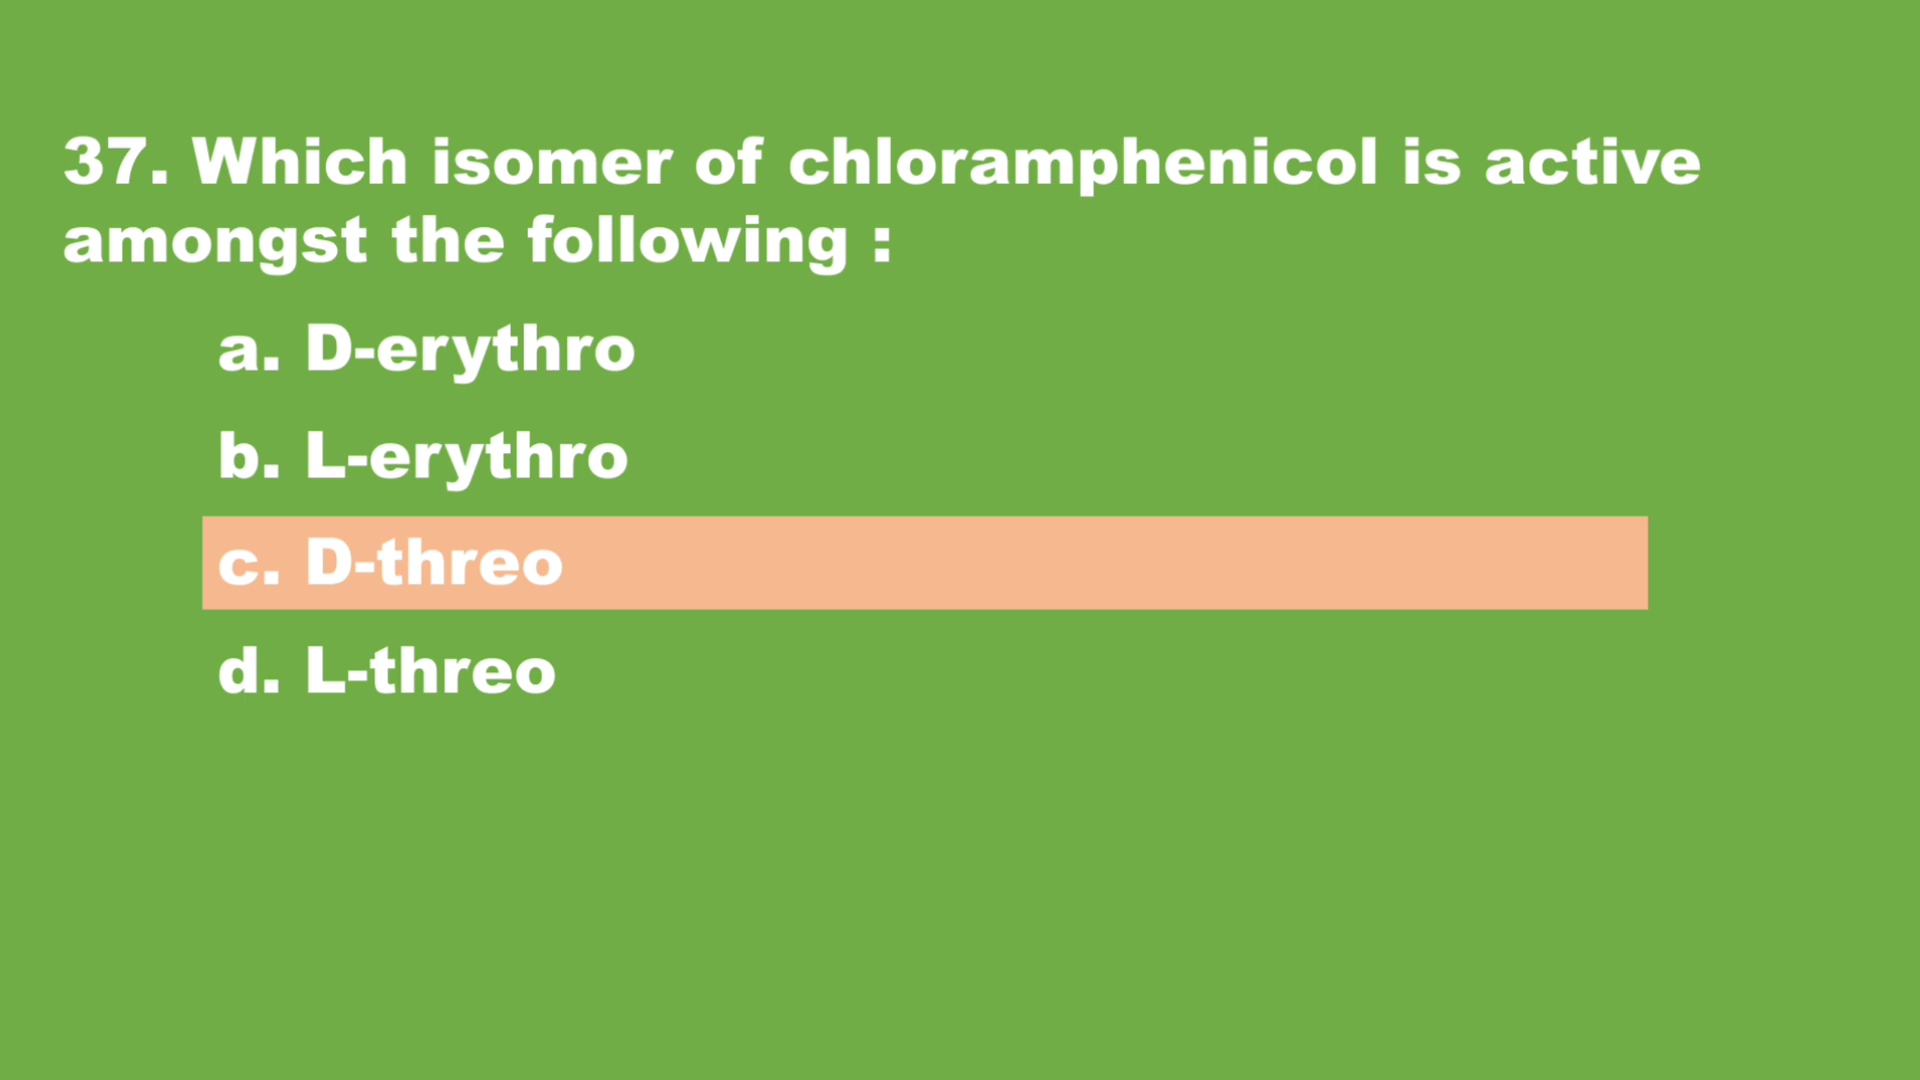 37. Which isomer of chloramphenicol is active
amongst the following :
a. D-erythro
b. L-erythro
c. D-threo
d. L-threo